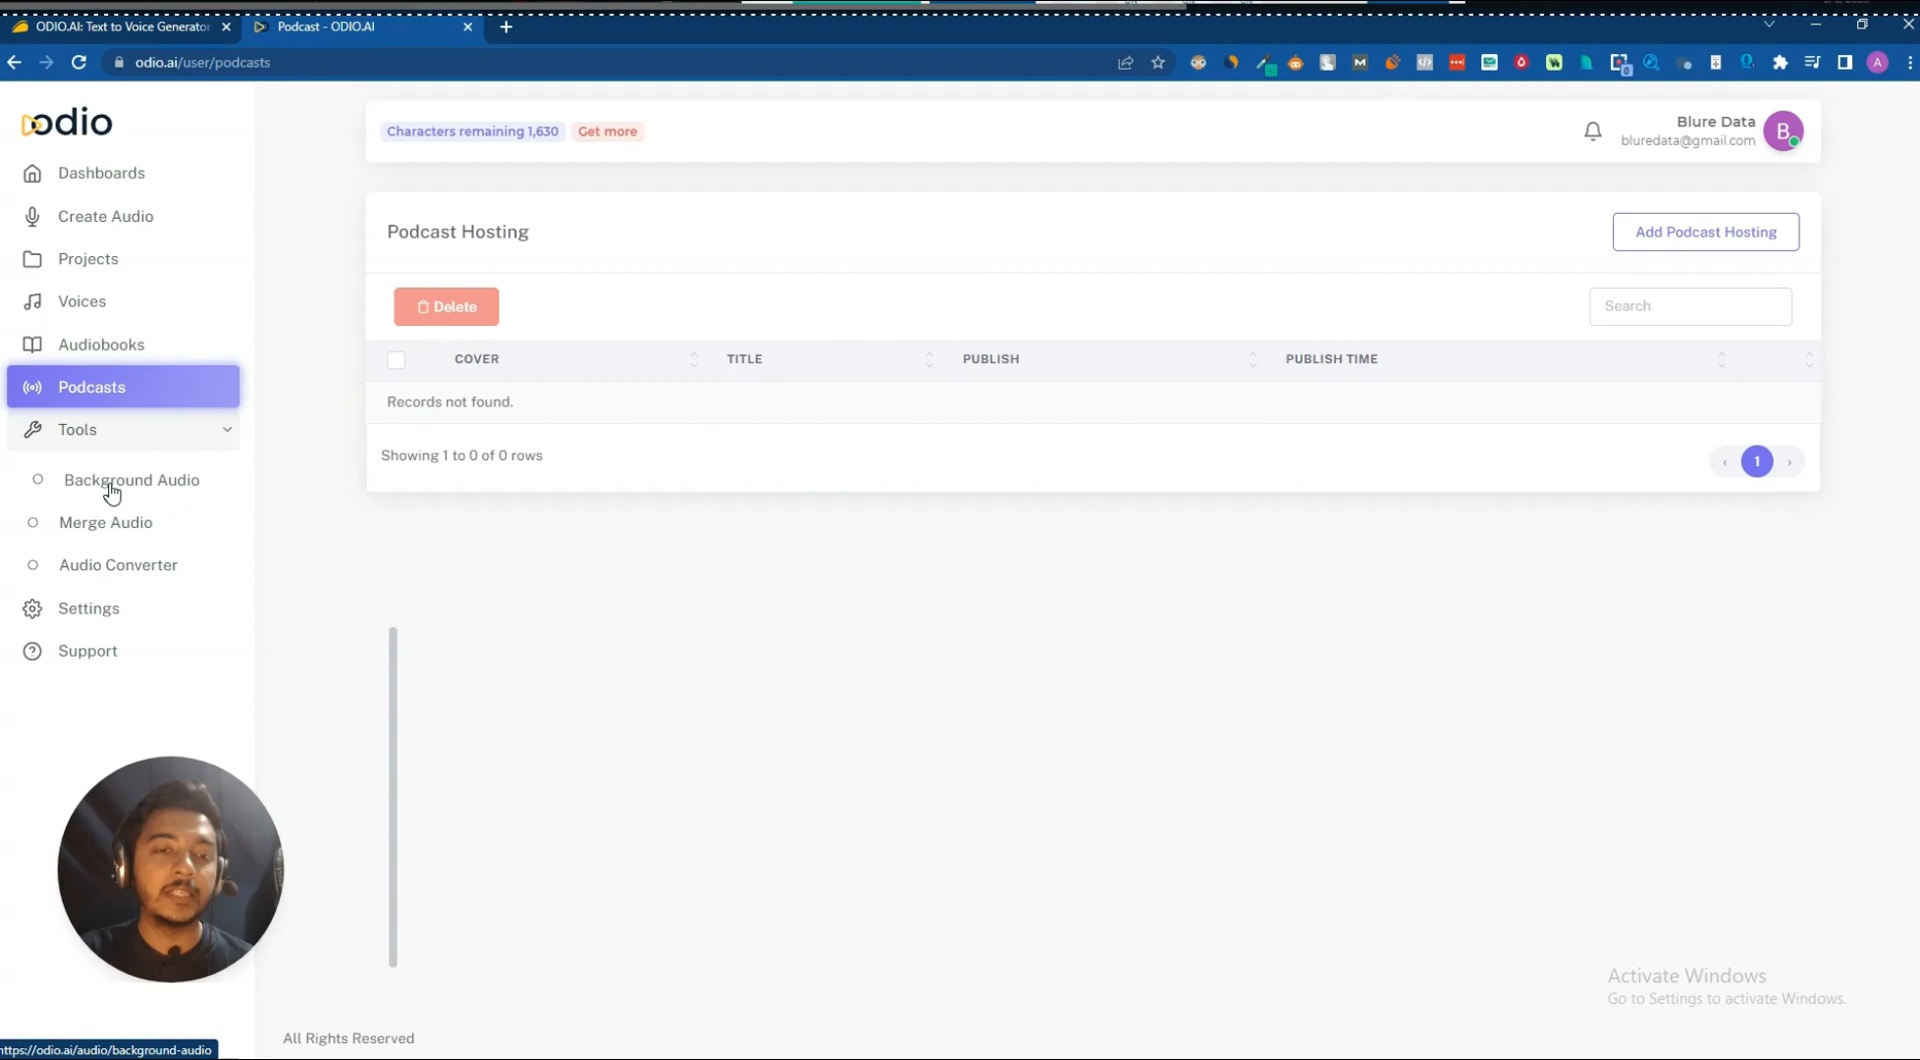 ODIO.AI: Text to Voice Generator
Podcast - ODIO.AI
odio.ai/user/podcasts
odio
Characters remaining 1,630
Get more
Blure Data
bluredata@gmail.com
B
Dashboards
Create Audio
Projects
Voices
Audiobooks
Podcasts
Tools
Background Audio
Merge Audio
Audio Converter
Settings
Support
Podcast Hosting
Add Podcast Hosting
Delete
Search
COVER
TITLE
PUBLISH
PUBLISH TIME
Records not found.
Showing 1 to 0 of 0 rows
‹ 1 ›
Activate Windows
Go to Settings to activate Windows.
All Rights Reserved
https://odio.ai/audio/background-audio